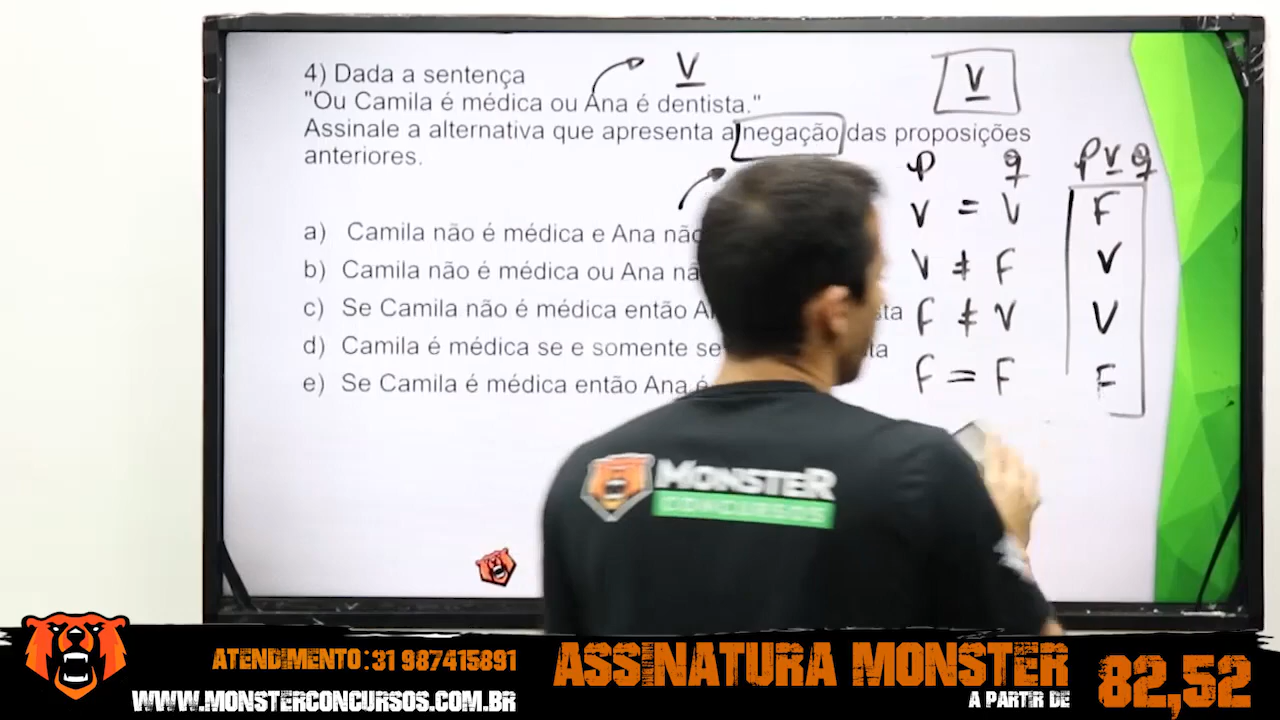 4) Dada a sentença
V
V
"Ou Camila é médica ou Ana é dentista."
Assinale a alternativa que apresenta a negação das proposições
anteriores.
p q p v q
V = V F
V ≠ F V
F ≠ V V
F = F F
a) Camila não é médica e Ana não
b) Camila não é médica ou Ana
c) Se Camila não é médica então
d) Camila é médica se e somente se
e) Se Camila é médica então Ana é
MONSTER
CONCURSOS
ATENDIMENTO: 31 987415891
WWW.MONSTERCONCURSOS.COM.BR
ASSINATURA MONSTER
A PARTIR DE
82,52